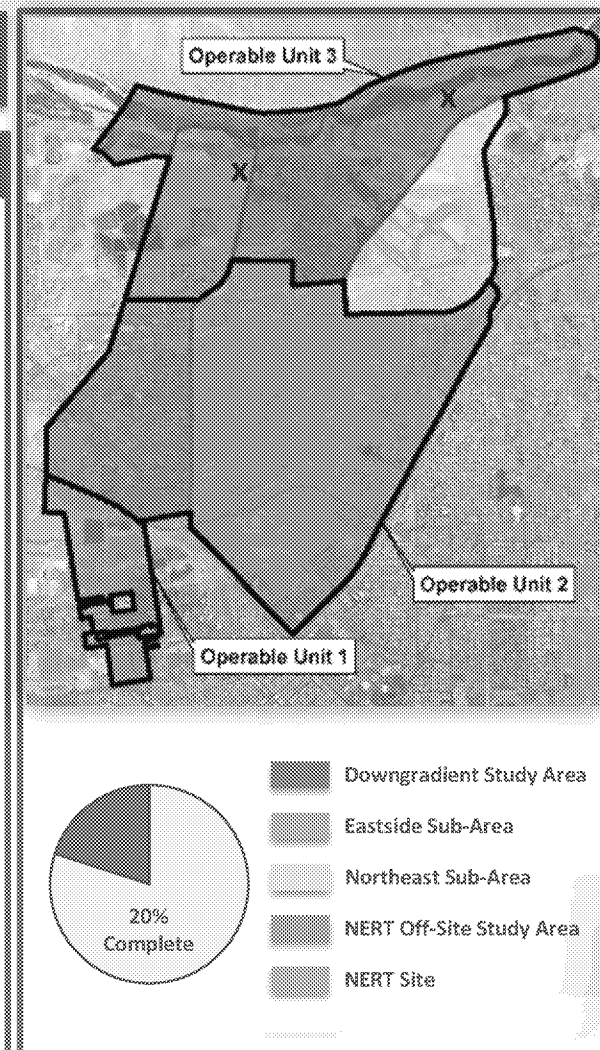 Operable Unit 3
X
X
Operable Unit 2
Operable Unit 1
20%
Complete
Downgradient Study Area
Eastside Sub-Area
Northeast Sub-Area
NERT Off-Site Study Area
NERT Site